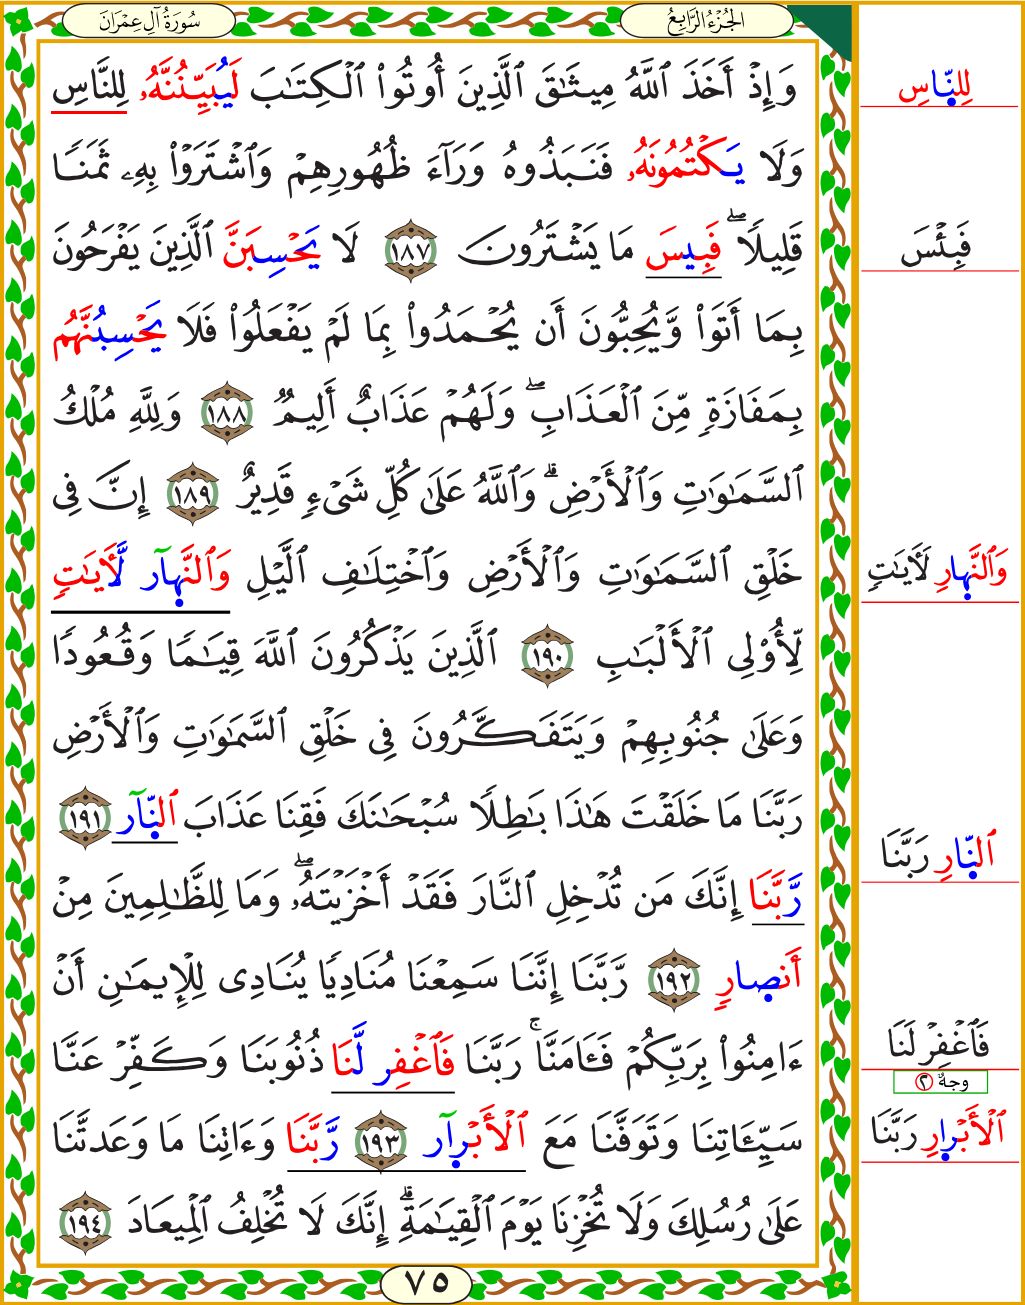 سُورَةُ آلِ عِمْرَانَ
الجُزْءُ الرَّابِعُ
وَإِذْ أَخَذَ ٱللَّهُ مِيثَٰقَ ٱلَّذِينَ أُوتُوا۟ ٱلْكِتَٰبَ لَيُبَيِّنُنَّهُۥ لِلنَّاسِ
وَلَا يَكْتُمُونَهُۥ فَنَبَذُوهُ وَرَآءَ ظُهُورِهِمْ وَٱشْتَرَوْا۟ بِهِۦ ثَمَنًا
قَلِيلًا ۖ فَبِيسَ مَا يَشْتَرُونَ ١٨٧ لَا يَحْسِبَنَّ ٱلَّذِينَ يَفْرَحُونَ
بِمَا أَتَوا۟ وَّيُحِبُّونَ أَن يُحْمَدُوا۟ بِمَا لَمْ يَفْعَلُوا۟ فَلَا يَحْسِبُنَّهُم
بِمَفَازَةٍ مِّنَ ٱلْعَذَابِ ۖ وَلَهُمْ عَذَابٌ أَلِيمٌ ١٨٨ وَلِلَّهِ مُلْكُ
ٱلسَّمَٰوَٰتِ وَٱلْأَرْضِ ۗ وَٱللَّهُ عَلَىٰ كُلِّ شَىْءٍ قَدِيرٌ ١٨٩ إِنَّ فِى
خَلْقِ ٱلسَّمَٰوَٰتِ وَٱلْأَرْضِ وَٱخْتِلَٰفِ ٱلَّيْلِ وَٱلنَّهَآر لَّأَيَٰتٍ
لِّأُو۟لِى ٱلْأَلْبَٰبِ ١٩٠ ٱلَّذِينَ يَذْكُرُونَ ٱللَّهَ قِيَٰمًا وَقُعُودًا
وَعَلَىٰ جُنُوبِهِمْ وَيَتَفَكَّرُونَ فِى خَلْقِ ٱلسَّمَٰوَٰتِ وَٱلْأَرْضِ
رَبَّنَا مَا خَلَقْتَ هَٰذَا بَٰطِلًا سُبْحَٰنَكَ فَقِنَا عَذَابَ ٱلنَّآر ١٩١
رَّبَّنَا إِنَّكَ مَن تُدْخِلِ ٱلنَّارَ فَقَدْ أَخْزَيْتَهُۥ ۖ وَمَا لِلظَّٰلِمِينَ مِنْ
أَنصِارٍ ١٩٢ رَّبَّنَا إِنَّنَا سَمِعْنَا مُنَادِيًا يُنَادِى لِلْإِيمَٰنِ أَنْ
ءَامِنُوا۟ بِرَبِّكُمْ فَـَٔامَنَّا ۚ رَبَّنَا فَٱغْفِر لَّنَا ذُنُوبَنَا وَكَفِّرْ عَنَّا
سَيِّـَٔاتِنَا وَتَوَفَّنَا مَعَ ٱلْأَبْرِآر ١٩٣ رَّبَّنَا وَءَاتِنَا مَا وَعَدتَّنَا
عَلَىٰ رُسُلِكَ وَلَا تُخْزِنَا يَوْمَ ٱلْقِيَٰمَةِ ۗ إِنَّكَ لَا تُخْلِفُ ٱلْمِيعَادَ ١٩٤
٧٥
لِلنِّاسِ
فَبِئْسَ
وَٱلنَّهِارِ لَأَيَٰتٍ
ٱلنِّارِ رَبَّنَا
فَٱغْفِرْ لَنَا
وجهٌ ٢
ٱلْأَبْرِارِ رَبَّنَا